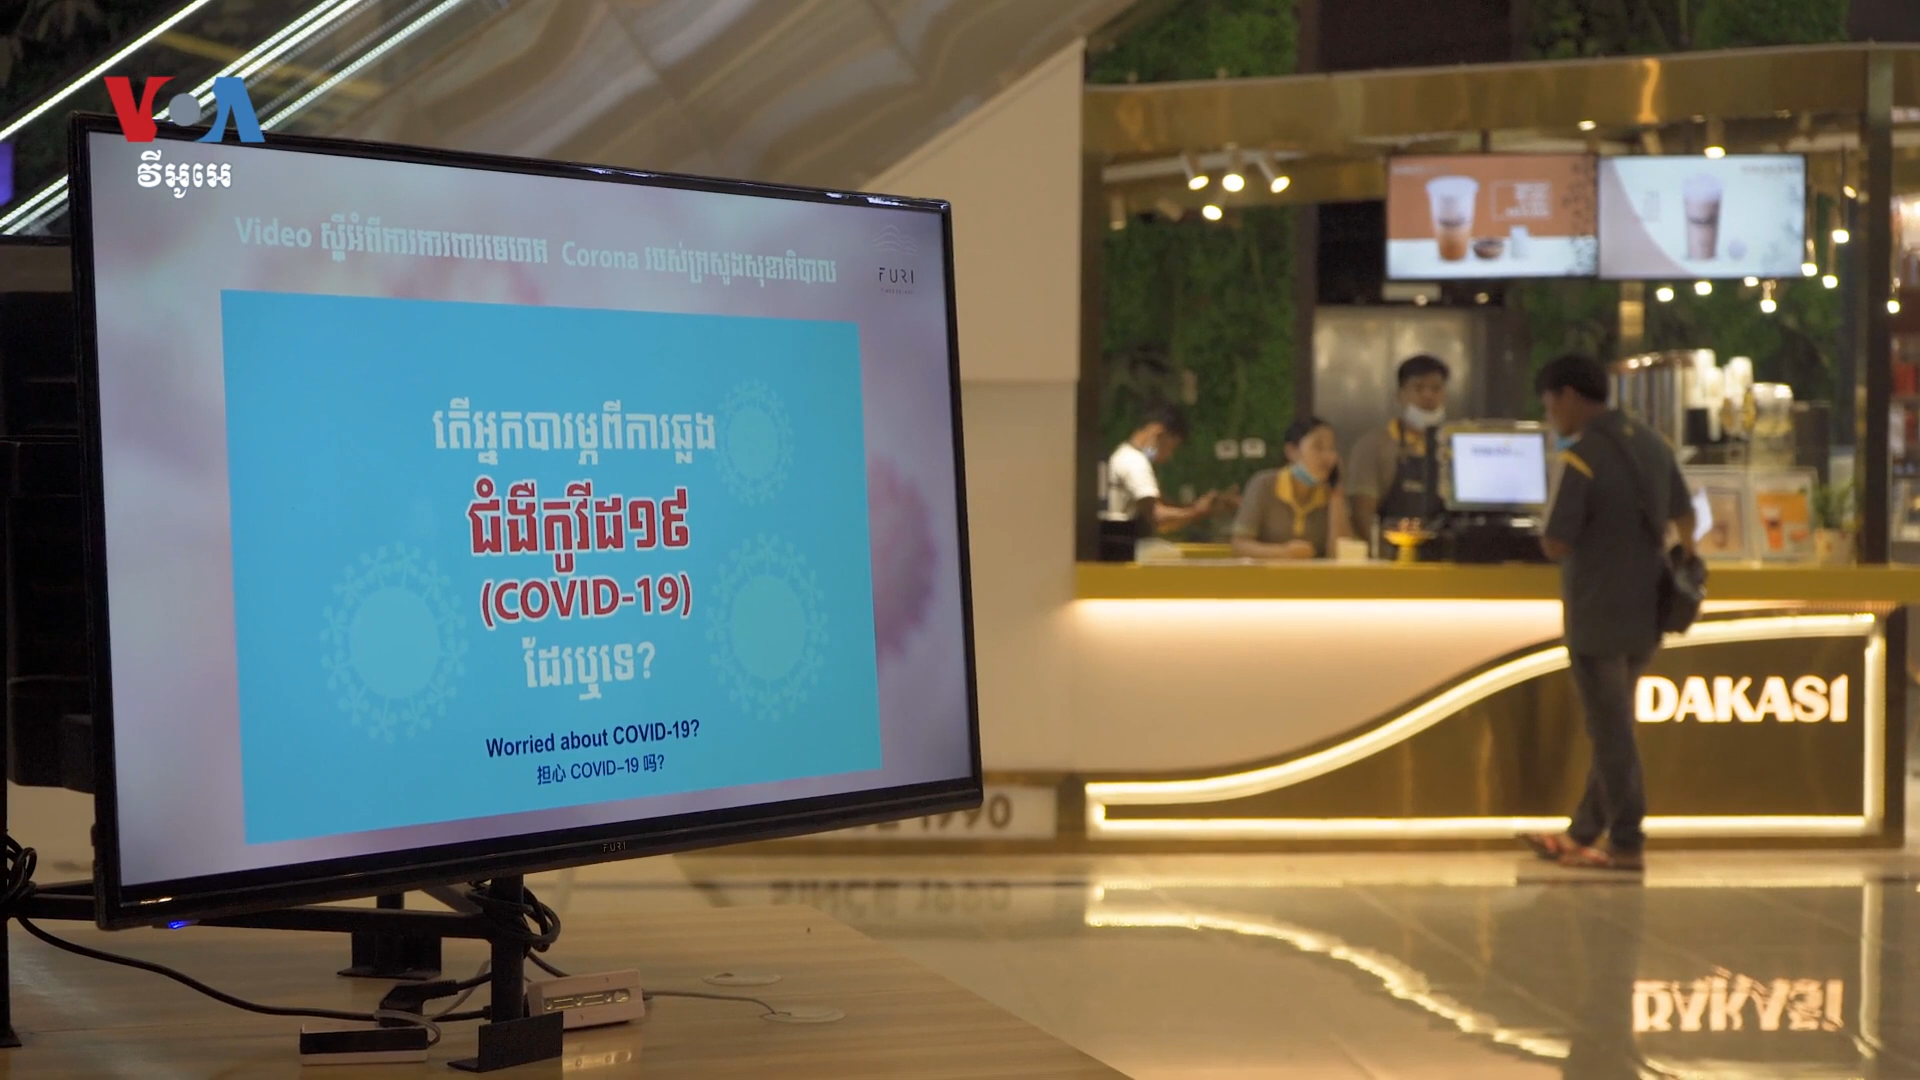 VOA
វីអូអេ
Video ស្តីអំពីការការពារមេរោគ Corona របស់ក្រសួងសុខាភិបាល
FURI
តើអ្នកបារម្ភពីការឆ្លង
ជំងឺកូវីដ១៩
(COVID-19)
ដែរឬទេ?
Worried about COVID-19?
担心 COVID-19 吗?
FURI
DAKASI
1990